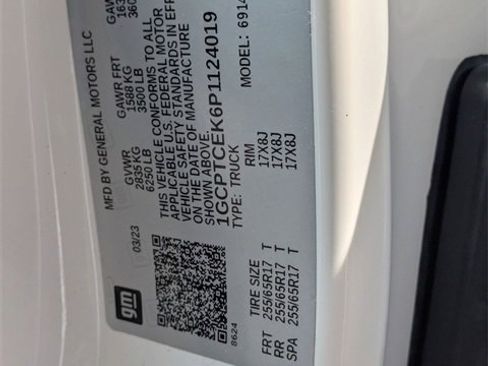 gm
MFD BY GENERAL MOTORS LLC
03/23
GVWR
2835 KG
6250 LB
GAWR FRT
1588 KG
3500 LB
THIS VEHICLE CONFORMS TO ALL
APPLICABLE U.S. FEDERAL MOTOR
VEHICLE SAFETY STANDARDS IN EFF
ON THE DATE OF MANUFACTURE
SHOWN ABOVE.
1GCPTCEK6P1124019
TYPE: TRUCK
MODEL: 
8624
TIRE SIZE RIM
FRT 255/65R17 T 17X8J
RR 255/65R17 T 17X8J
SPA 255/65R17 T 17X8J